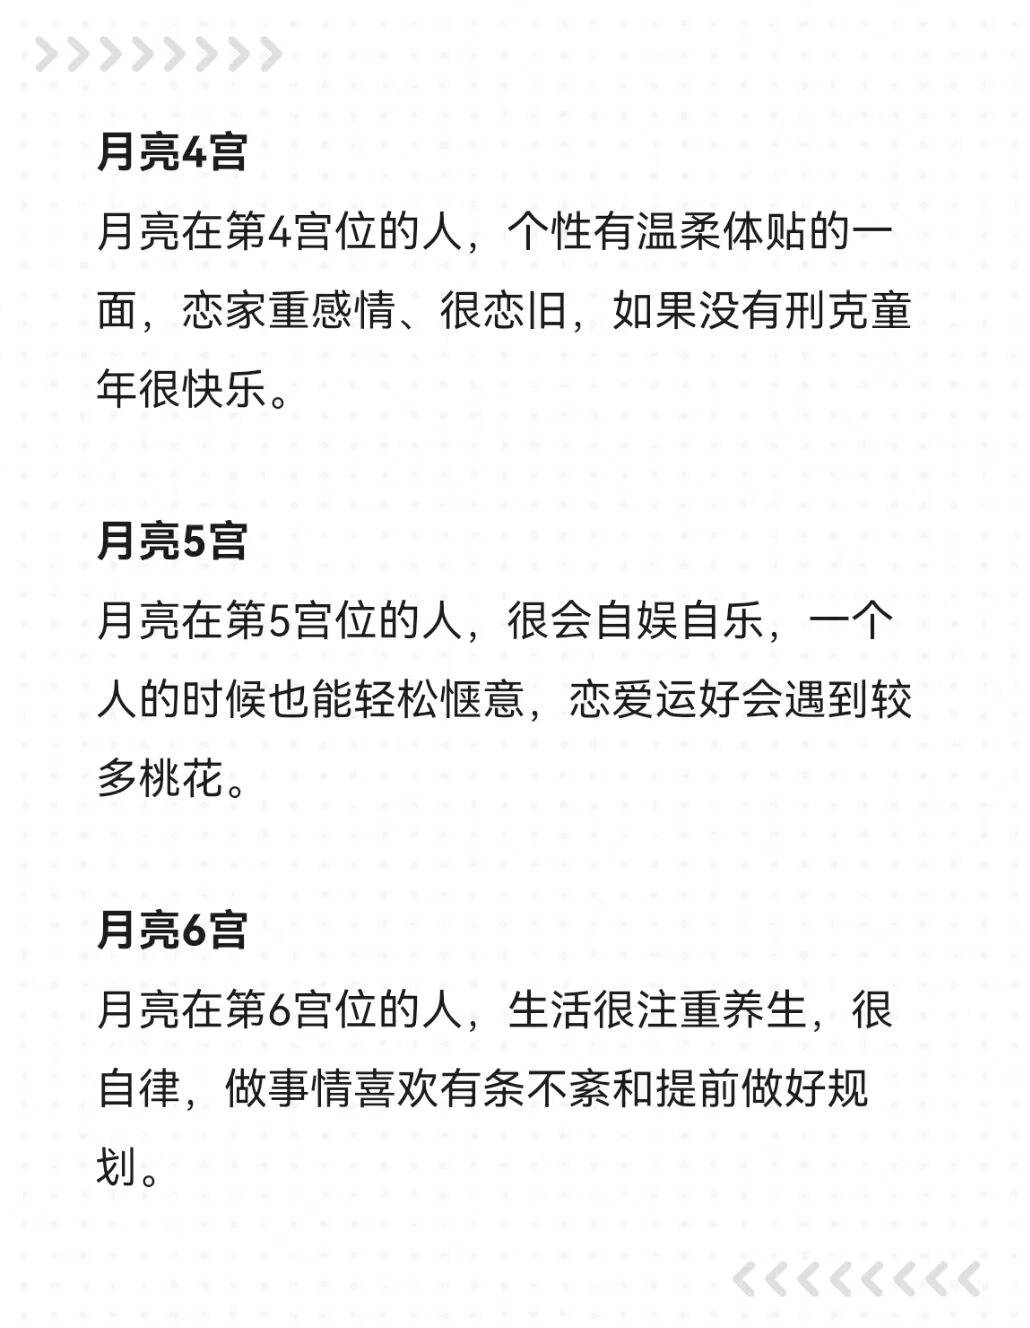 月亮4宫
月亮在第4宫位的人，个性有温柔体贴的一
面，恋家重感情、很恋旧，如果没有刑克童
年很快乐。
月亮5宫
月亮在第5宫位的人，很会自娱自乐，一个
人的时候也能轻松惬意，恋爱运好会遇到较
多桃花。
月亮6宫
月亮在第6宫位的人，生活很注重养生，很
自律，做事情喜欢有条不紊和提前做好规
划。